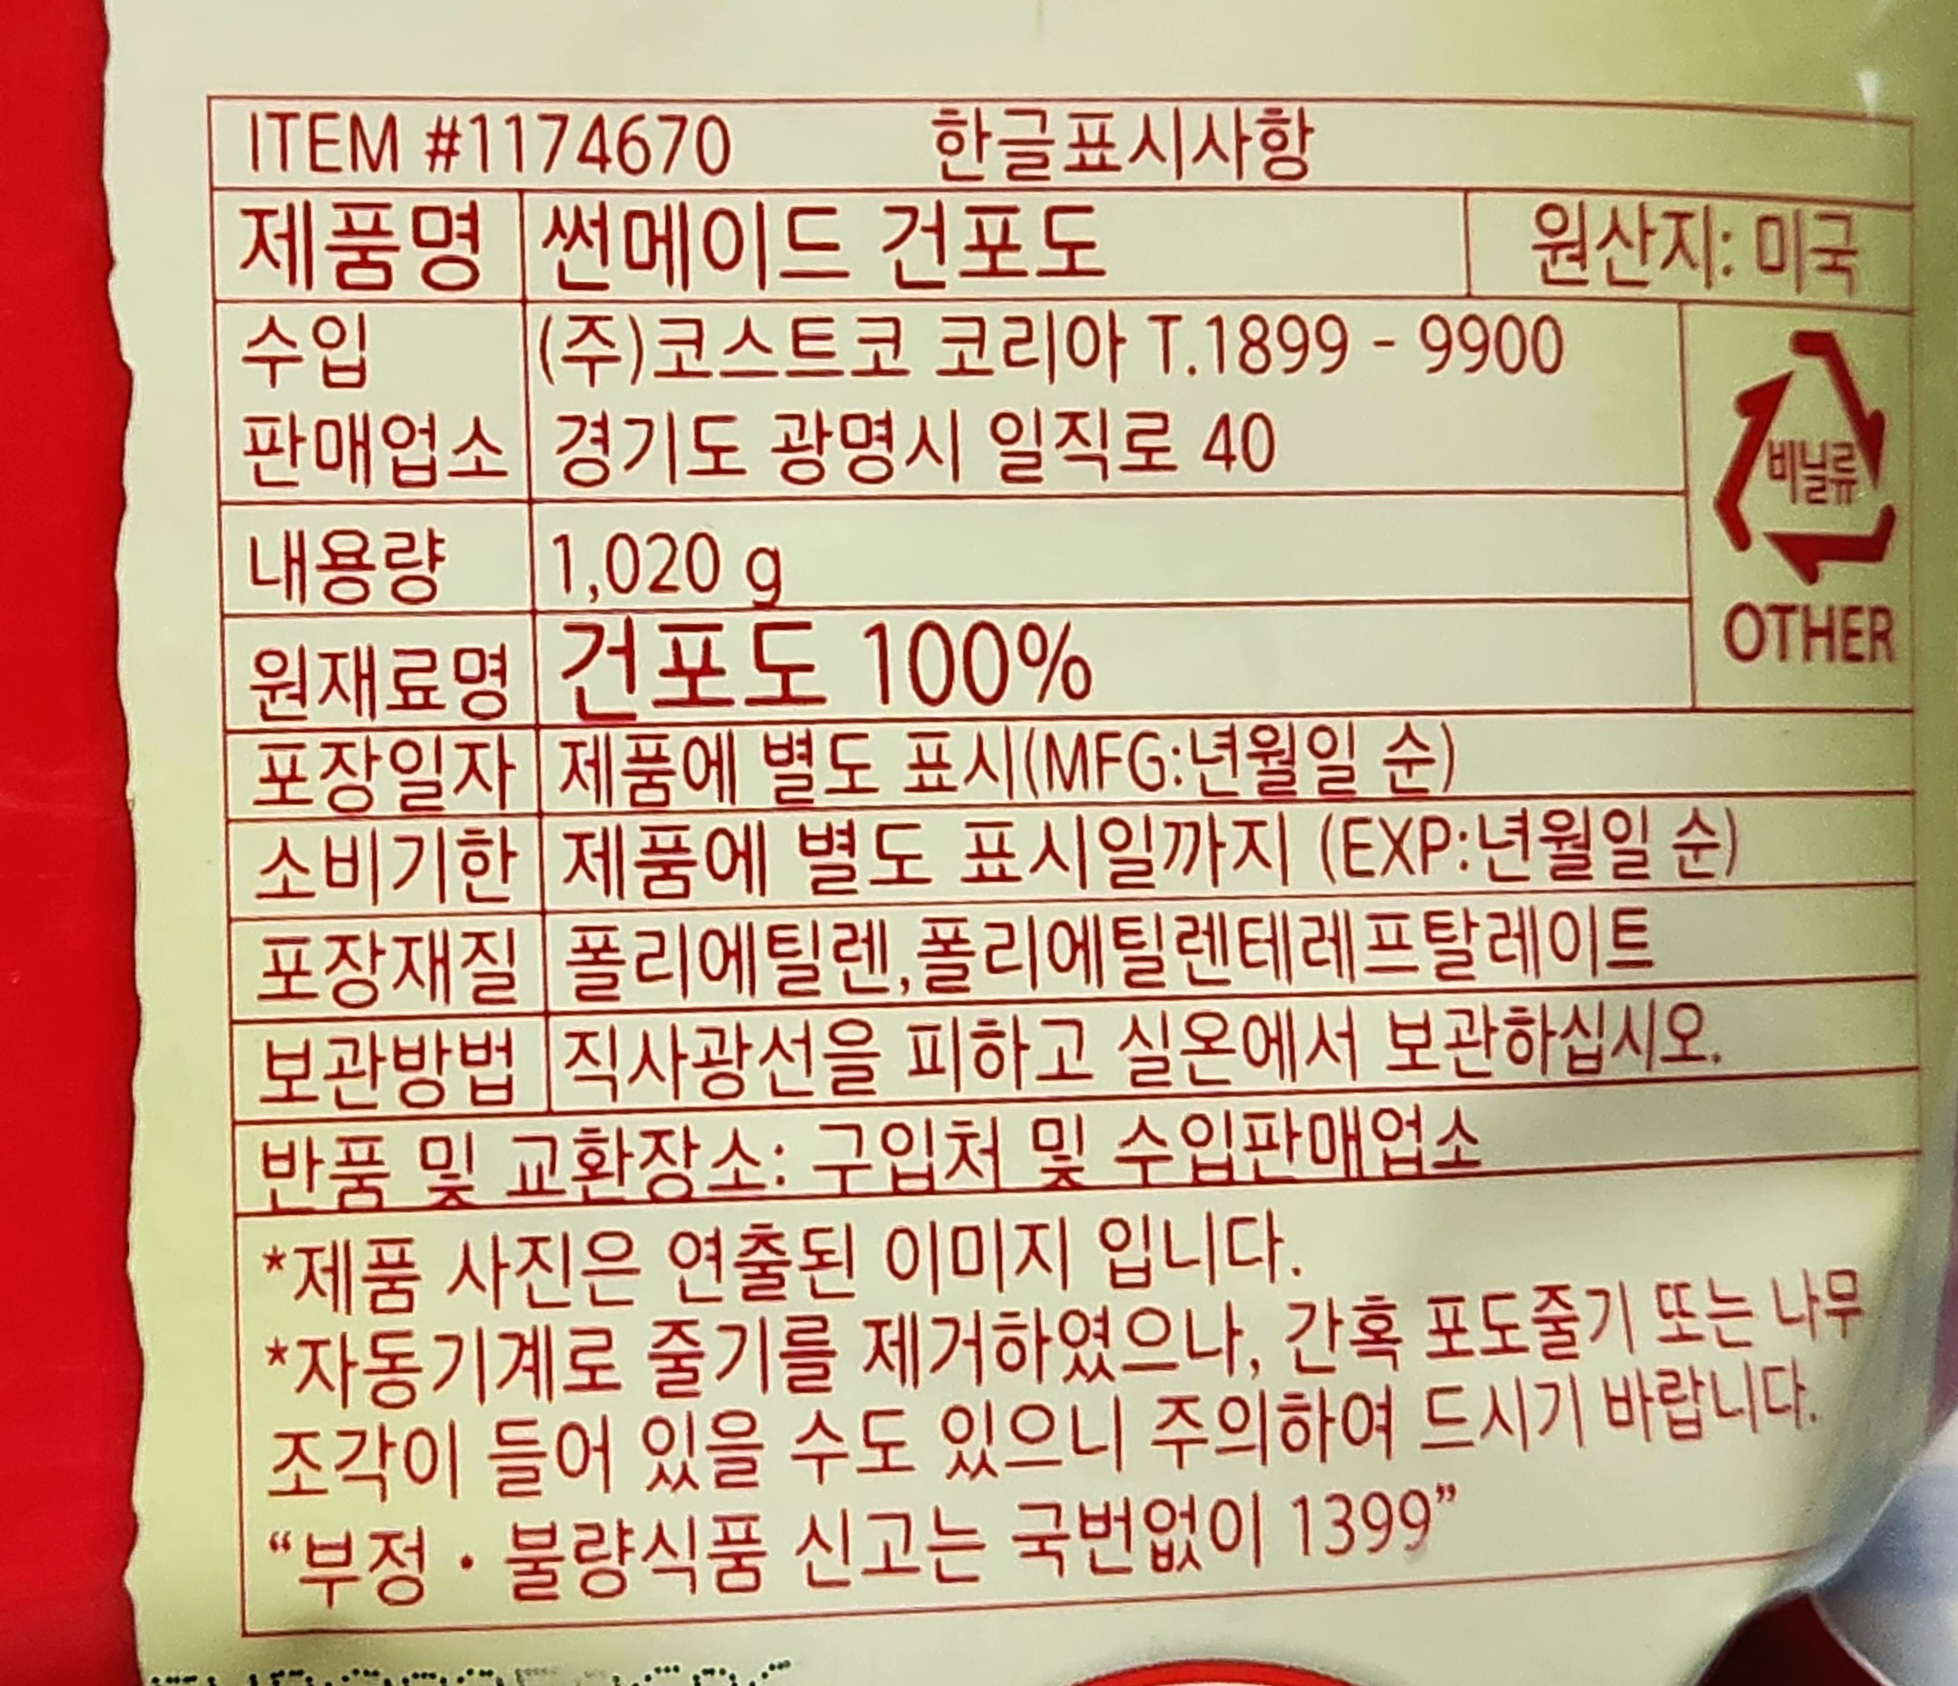 ITEM #1174670 한글표시사항
제품명 썬메이드 건포도 원산지: 미국
수입 (주)코스트코 코리아 T.1899 - 9900
판매업소 경기도 광명시 일직로 40
비닐류
내용량 1,020 g
OTHER
원재료명 건포도 100%
포장일자 제품에 별도 표시(MFG:년월일 순)
소비기한 제품에 별도 표시일까지 (EXP:년월일 순)
포장재질 폴리에틸렌,폴리에틸렌테레프탈레이트
보관방법 직사광선을 피하고 실온에서 보관하십시오.
반품 및 교환장소: 구입처 및 수입판매업소
*제품 사진은 연출된 이미지 입니다.
*자동기계로 줄기를 제거하였으나, 간혹 포도줄기 또는 나무
조각이 들어 있을 수도 있으니 주의하여 드시기 바랍니다.
“부정 · 불량식품 신고는 국번없이 1399”